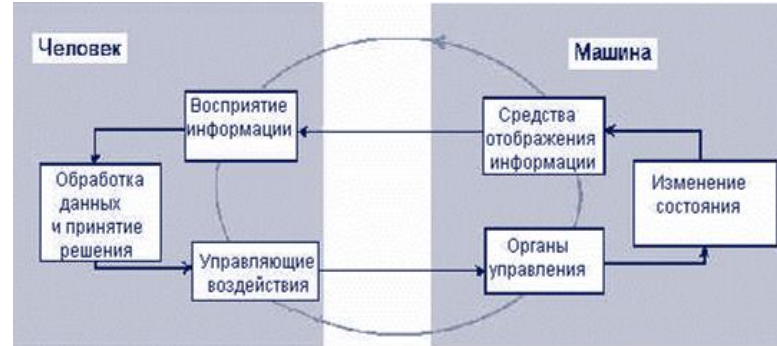 Человек
Машина
Восприятие
информации
Средства
отображения
информации
Обработка
данных
и принятие
решения
Изменение
состояния
Управляющие
воздействия
Органы
управления